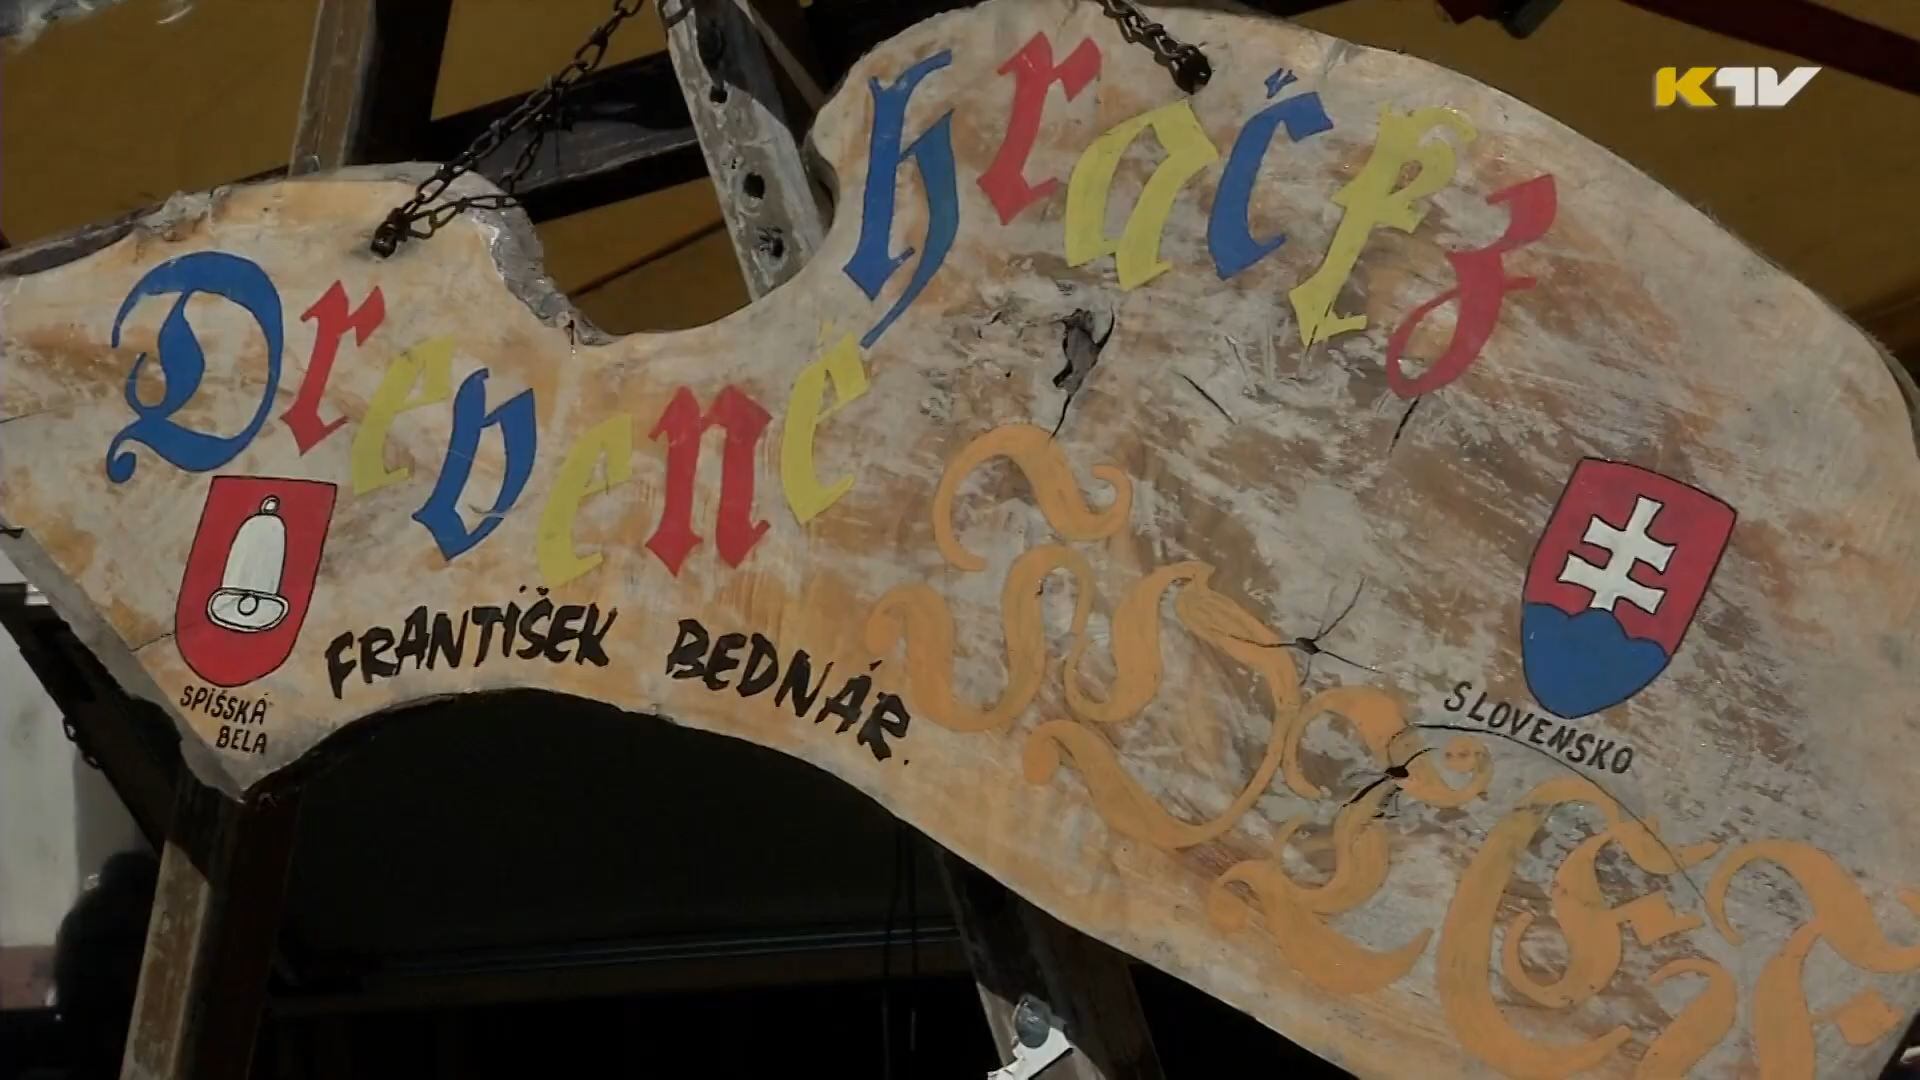 KTV
Drevené
hračky
FRANTIŠEK BEDNÁR.
SPIŠSKÁ
BELA
SLOVENSKO